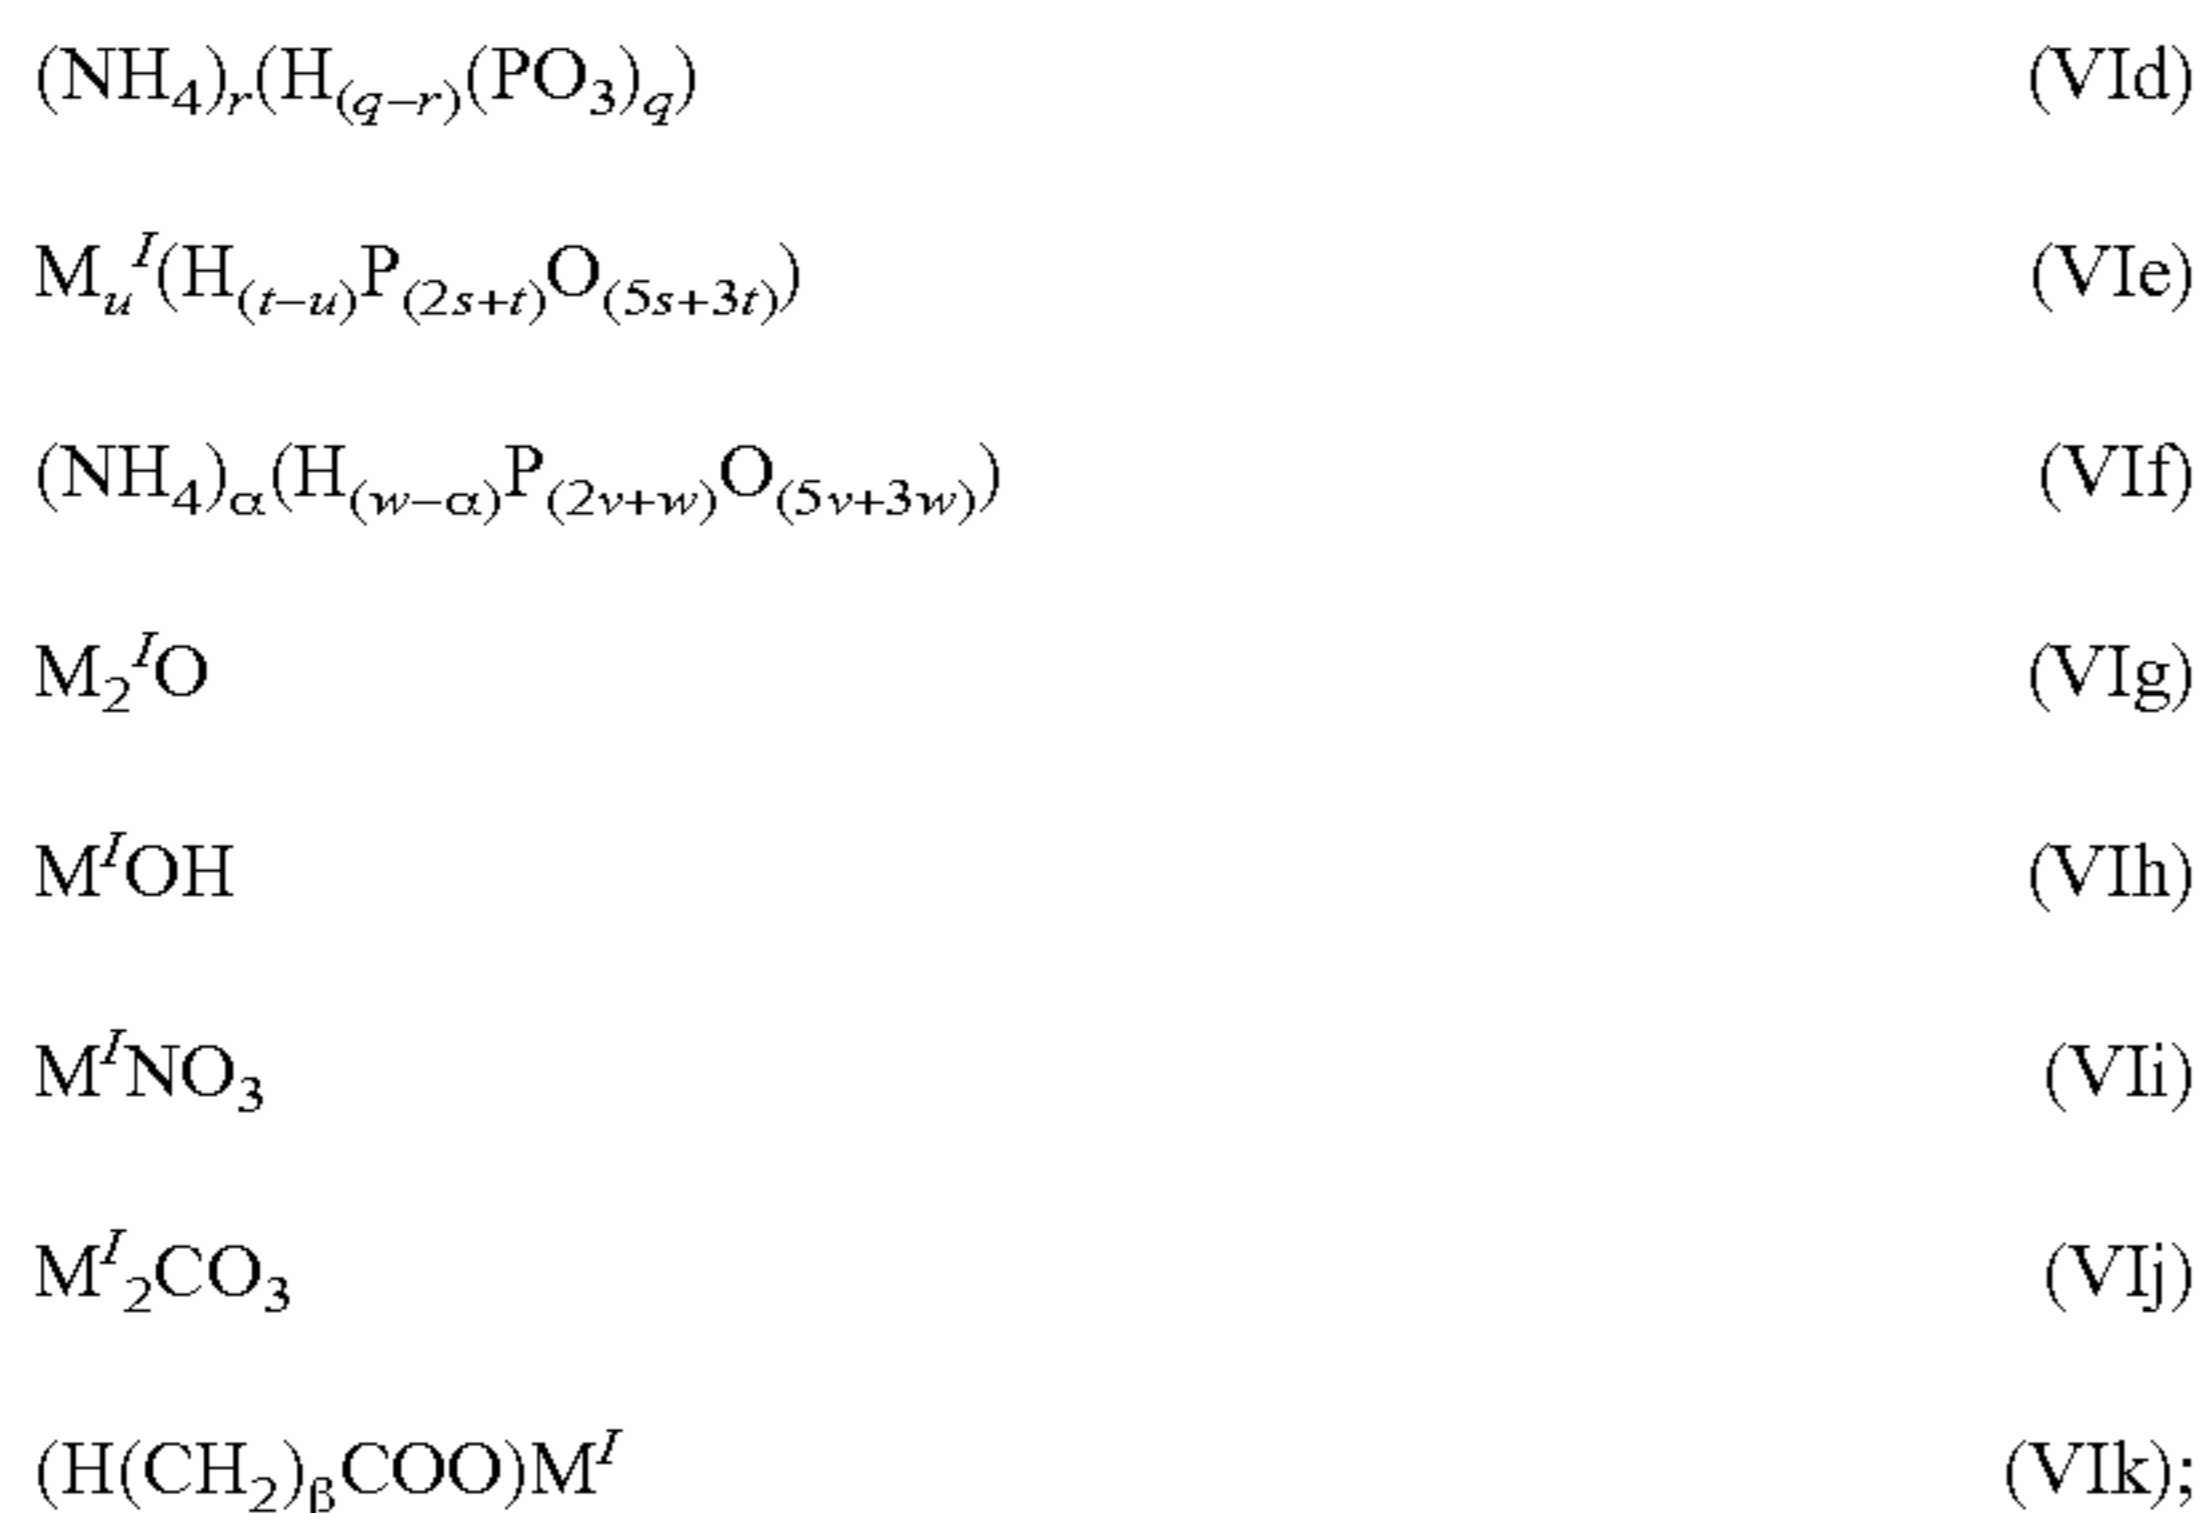 (NH₄)ᵣ(H₍q₋r₎(PO₃)q) (VId)
Mᵤᴵ(H₍t₋u₎P₍2s+t₎O₍5s+3t₎) (VIe)
(NH₄)α(H₍w₋α₎P₍2v+w₎O₍5v+3w₎) (VIf)
M₂ᴵO (VIg)
MᴵOH (VIh)
MᴵNO₃ (VIi)
Mᴵ₂CO₃ (VIj)
(H(CH₂)βCOO)Mᴵ (VIk);